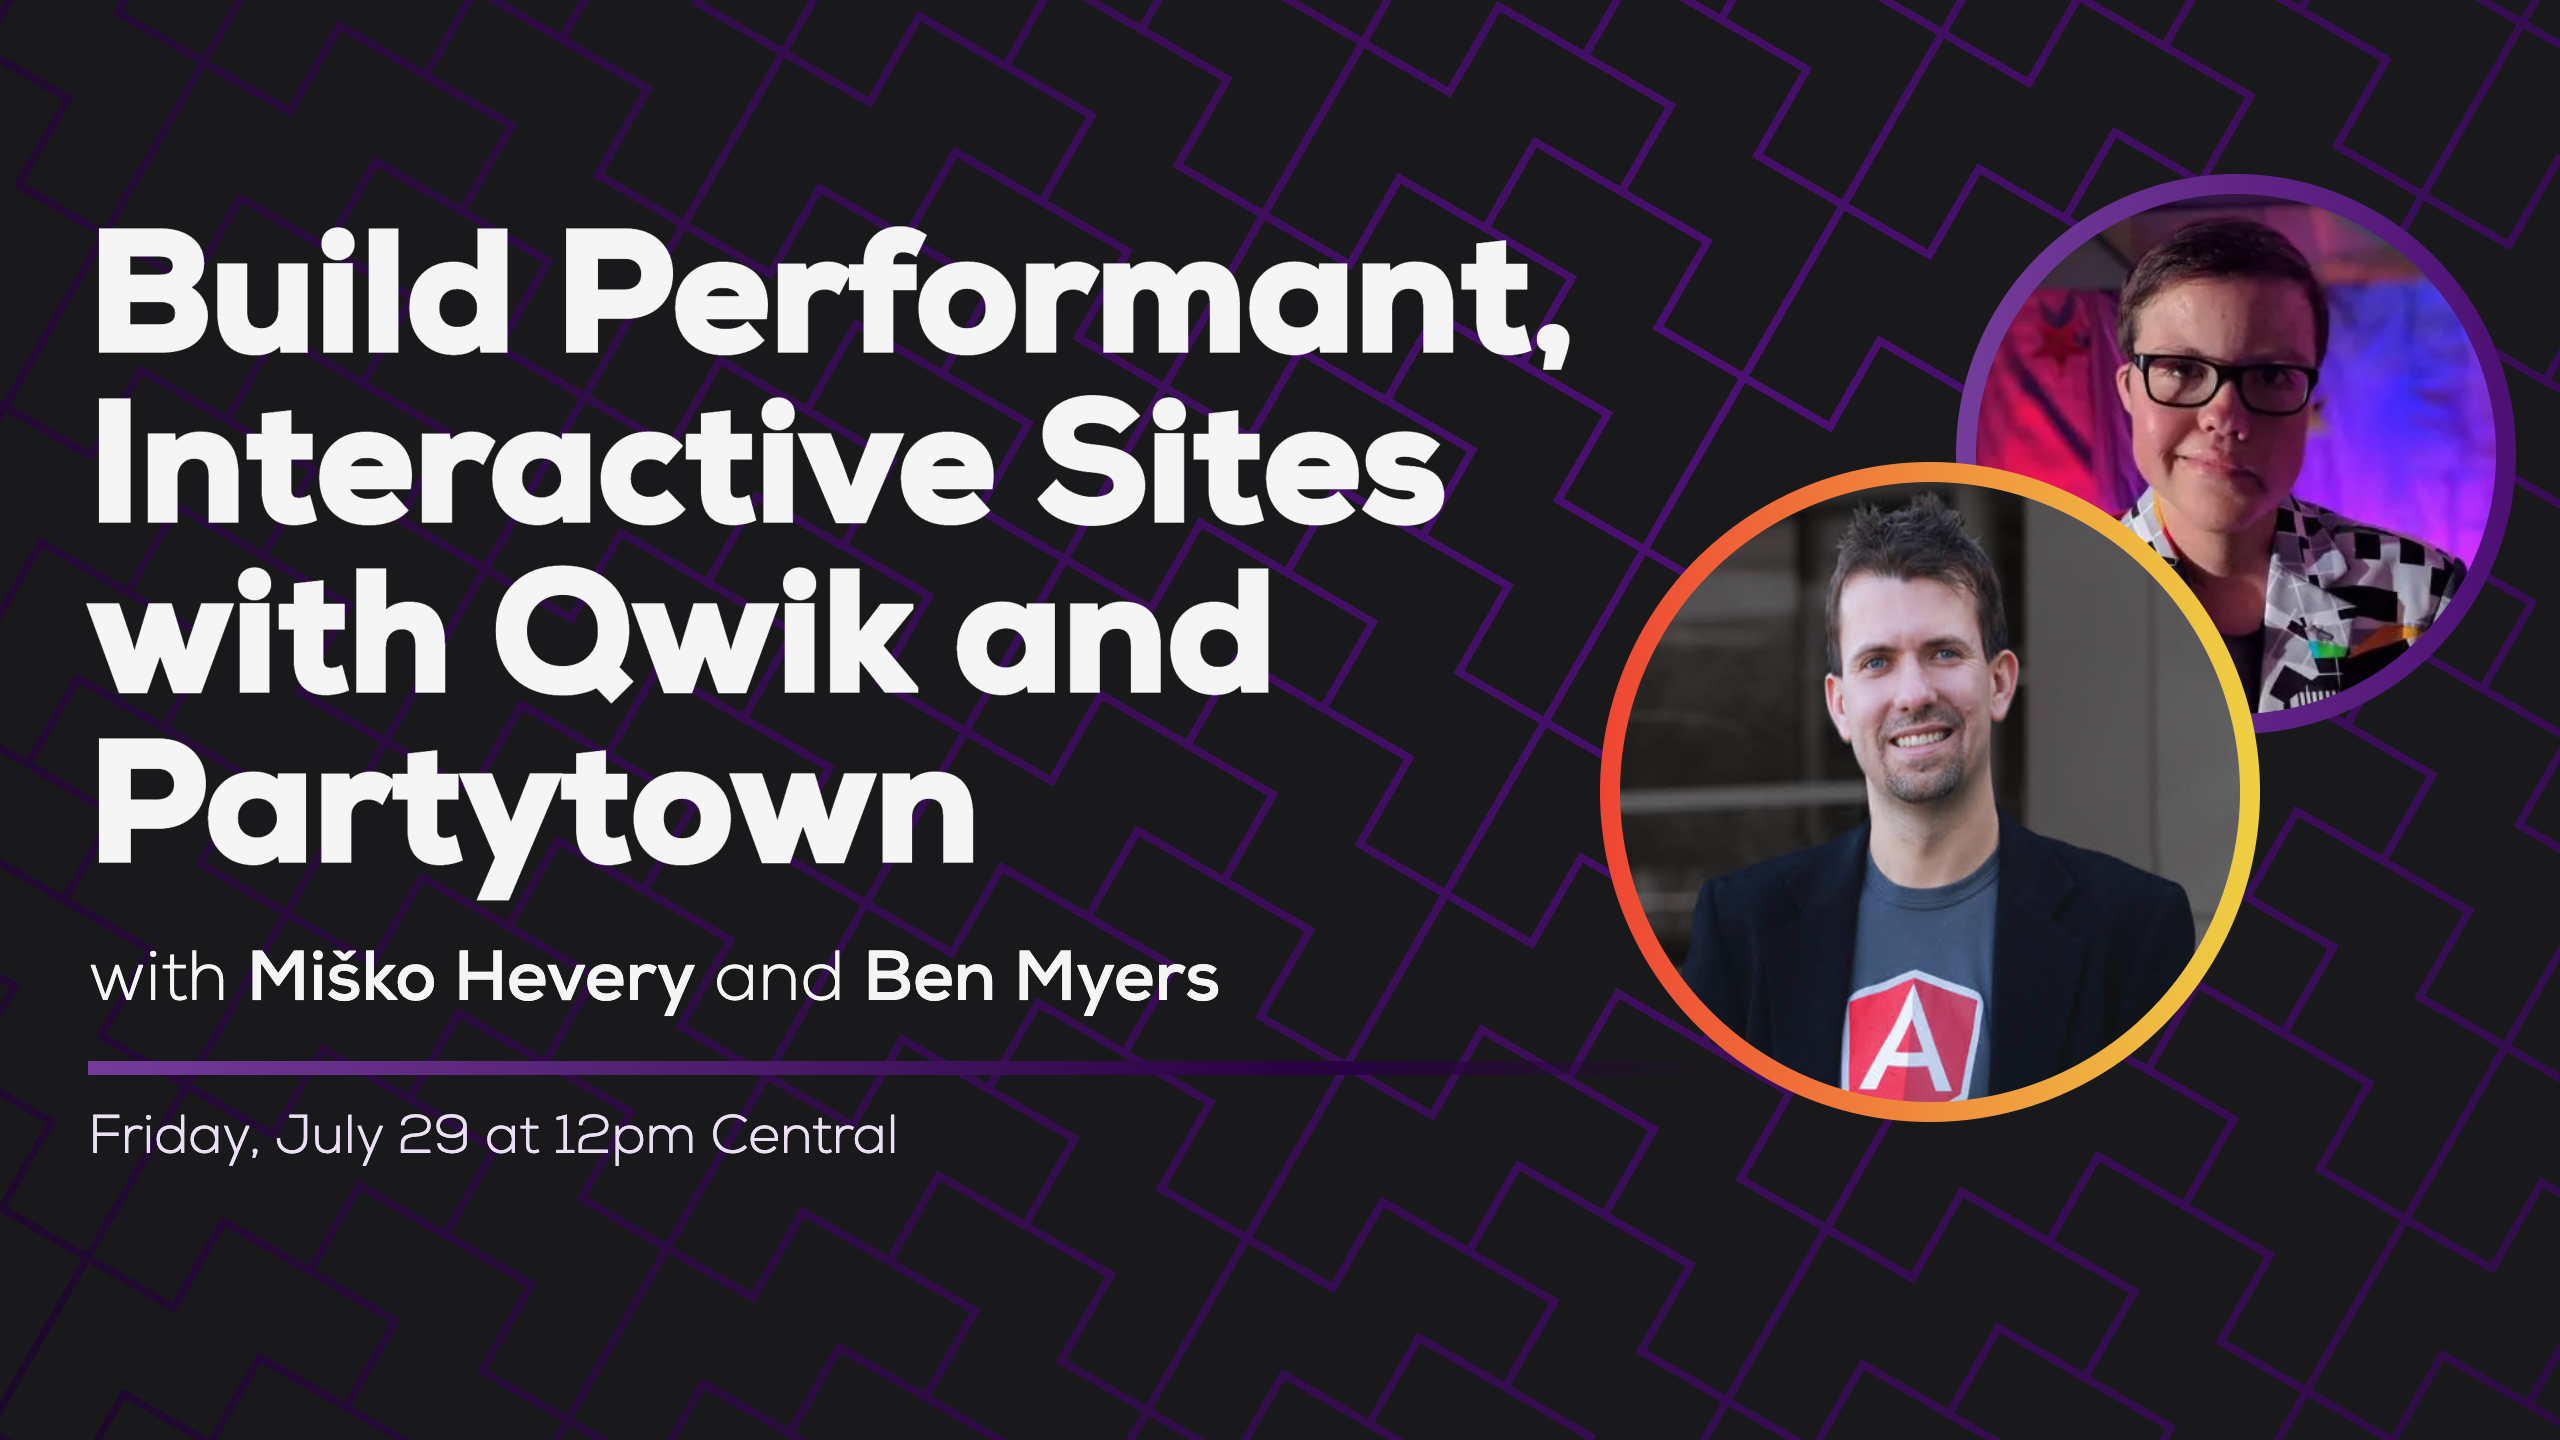 Build Performant,
Interactive Sites
with Qwik and
Partytown
with Miško Hevery and Ben Myers
Friday, July 29 at 12pm Central
A